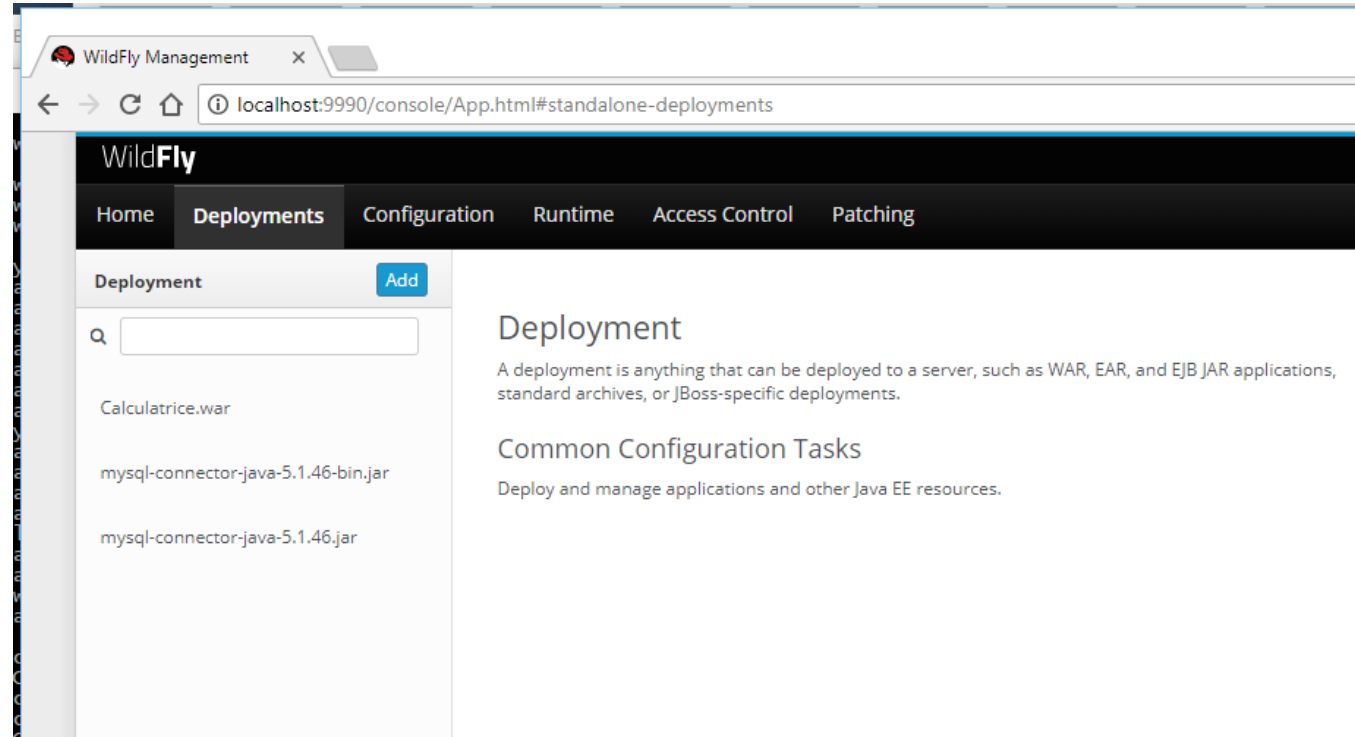 WildFly Management
localhost:9990/console/App.html#standalone-deployments
WildFly
Home Deployments Configuration Runtime Access Control Patching
Deployment Add
Calculatrice.war
mysql-connector-java-5.1.46-bin.jar
mysql-connector-java-5.1.46.jar
Deployment
A deployment is anything that can be deployed to a server, such as WAR, EAR, and EJB JAR applications,
standard archives, or JBoss-specific deployments.
Common Configuration Tasks
Deploy and manage applications and other Java EE resources.